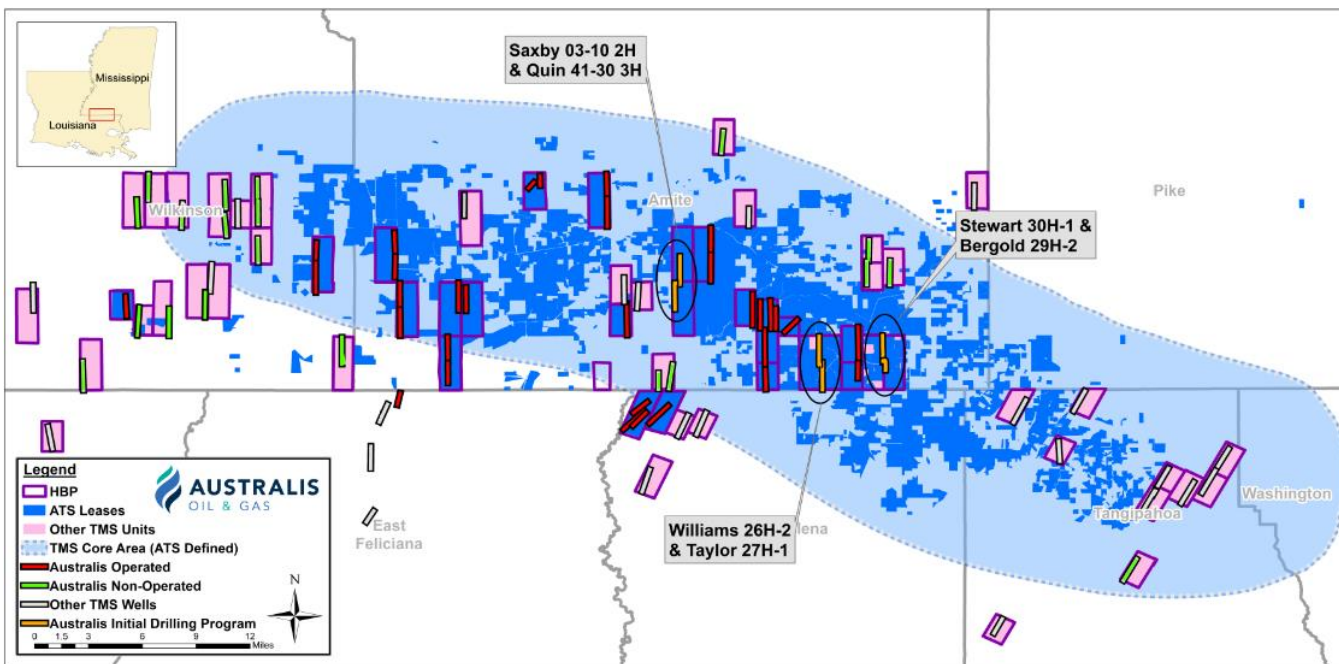 Mississippi
Louisiana
Saxby 03-10 2H
& Quin 41-30 3H
Amite
Pike
Wilkinson
Stewart 30H-1 &
Bergold 29H-2
Williams 26H-2
& Taylor 27H-1
lena
Washington
Tangipahoa
East
Feliciana
Legend
HBP
ATS Leases
Other TMS Units
TMS Core Area (ATS Defined)
Australis Operated
Australis Non-Operated
Other TMS Wells
Australis Initial Drilling Program
AUSTRALIS
OIL & GAS
N
0 1.5 3 6 9 12
Miles